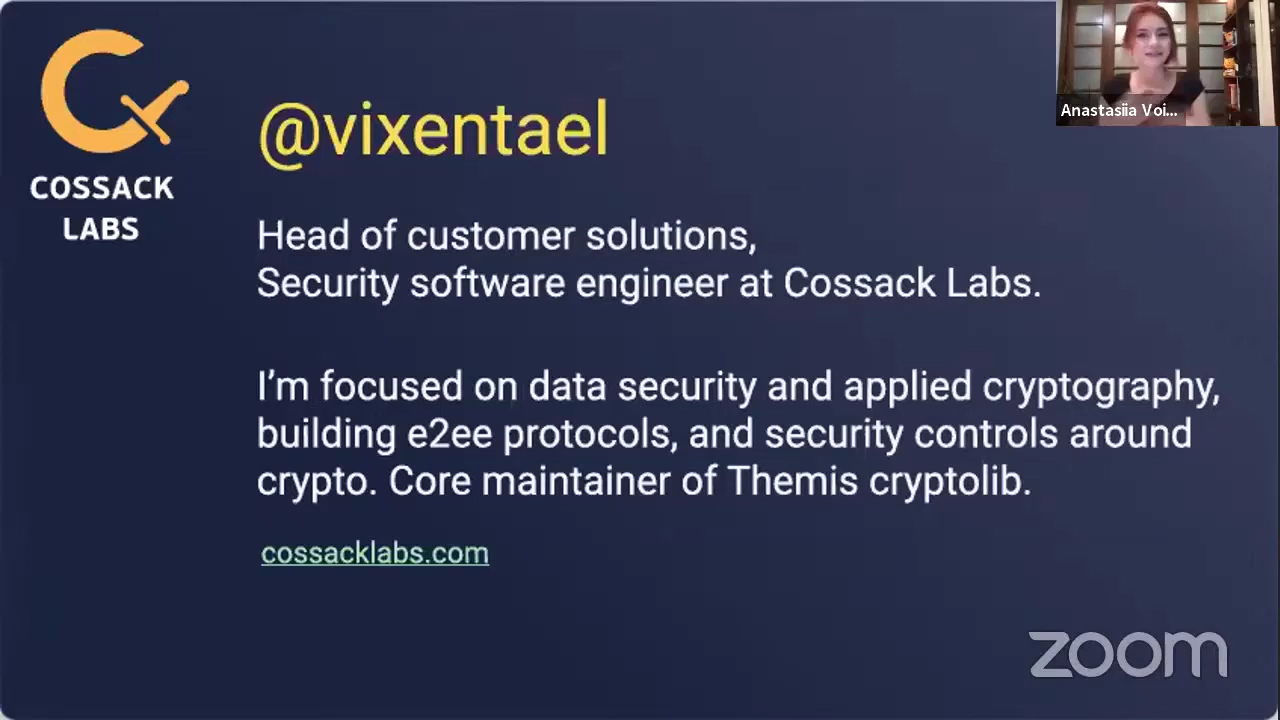 COSSACK
LABS
@vixentael
Head of customer solutions,
Security software engineer at Cossack Labs.
I'm focused on data security and applied cryptography,
building e2ee protocols, and security controls around
crypto. Core maintainer of Themis cryptolib.
cossacklabs.com
Anastasiia Voi...
zoom